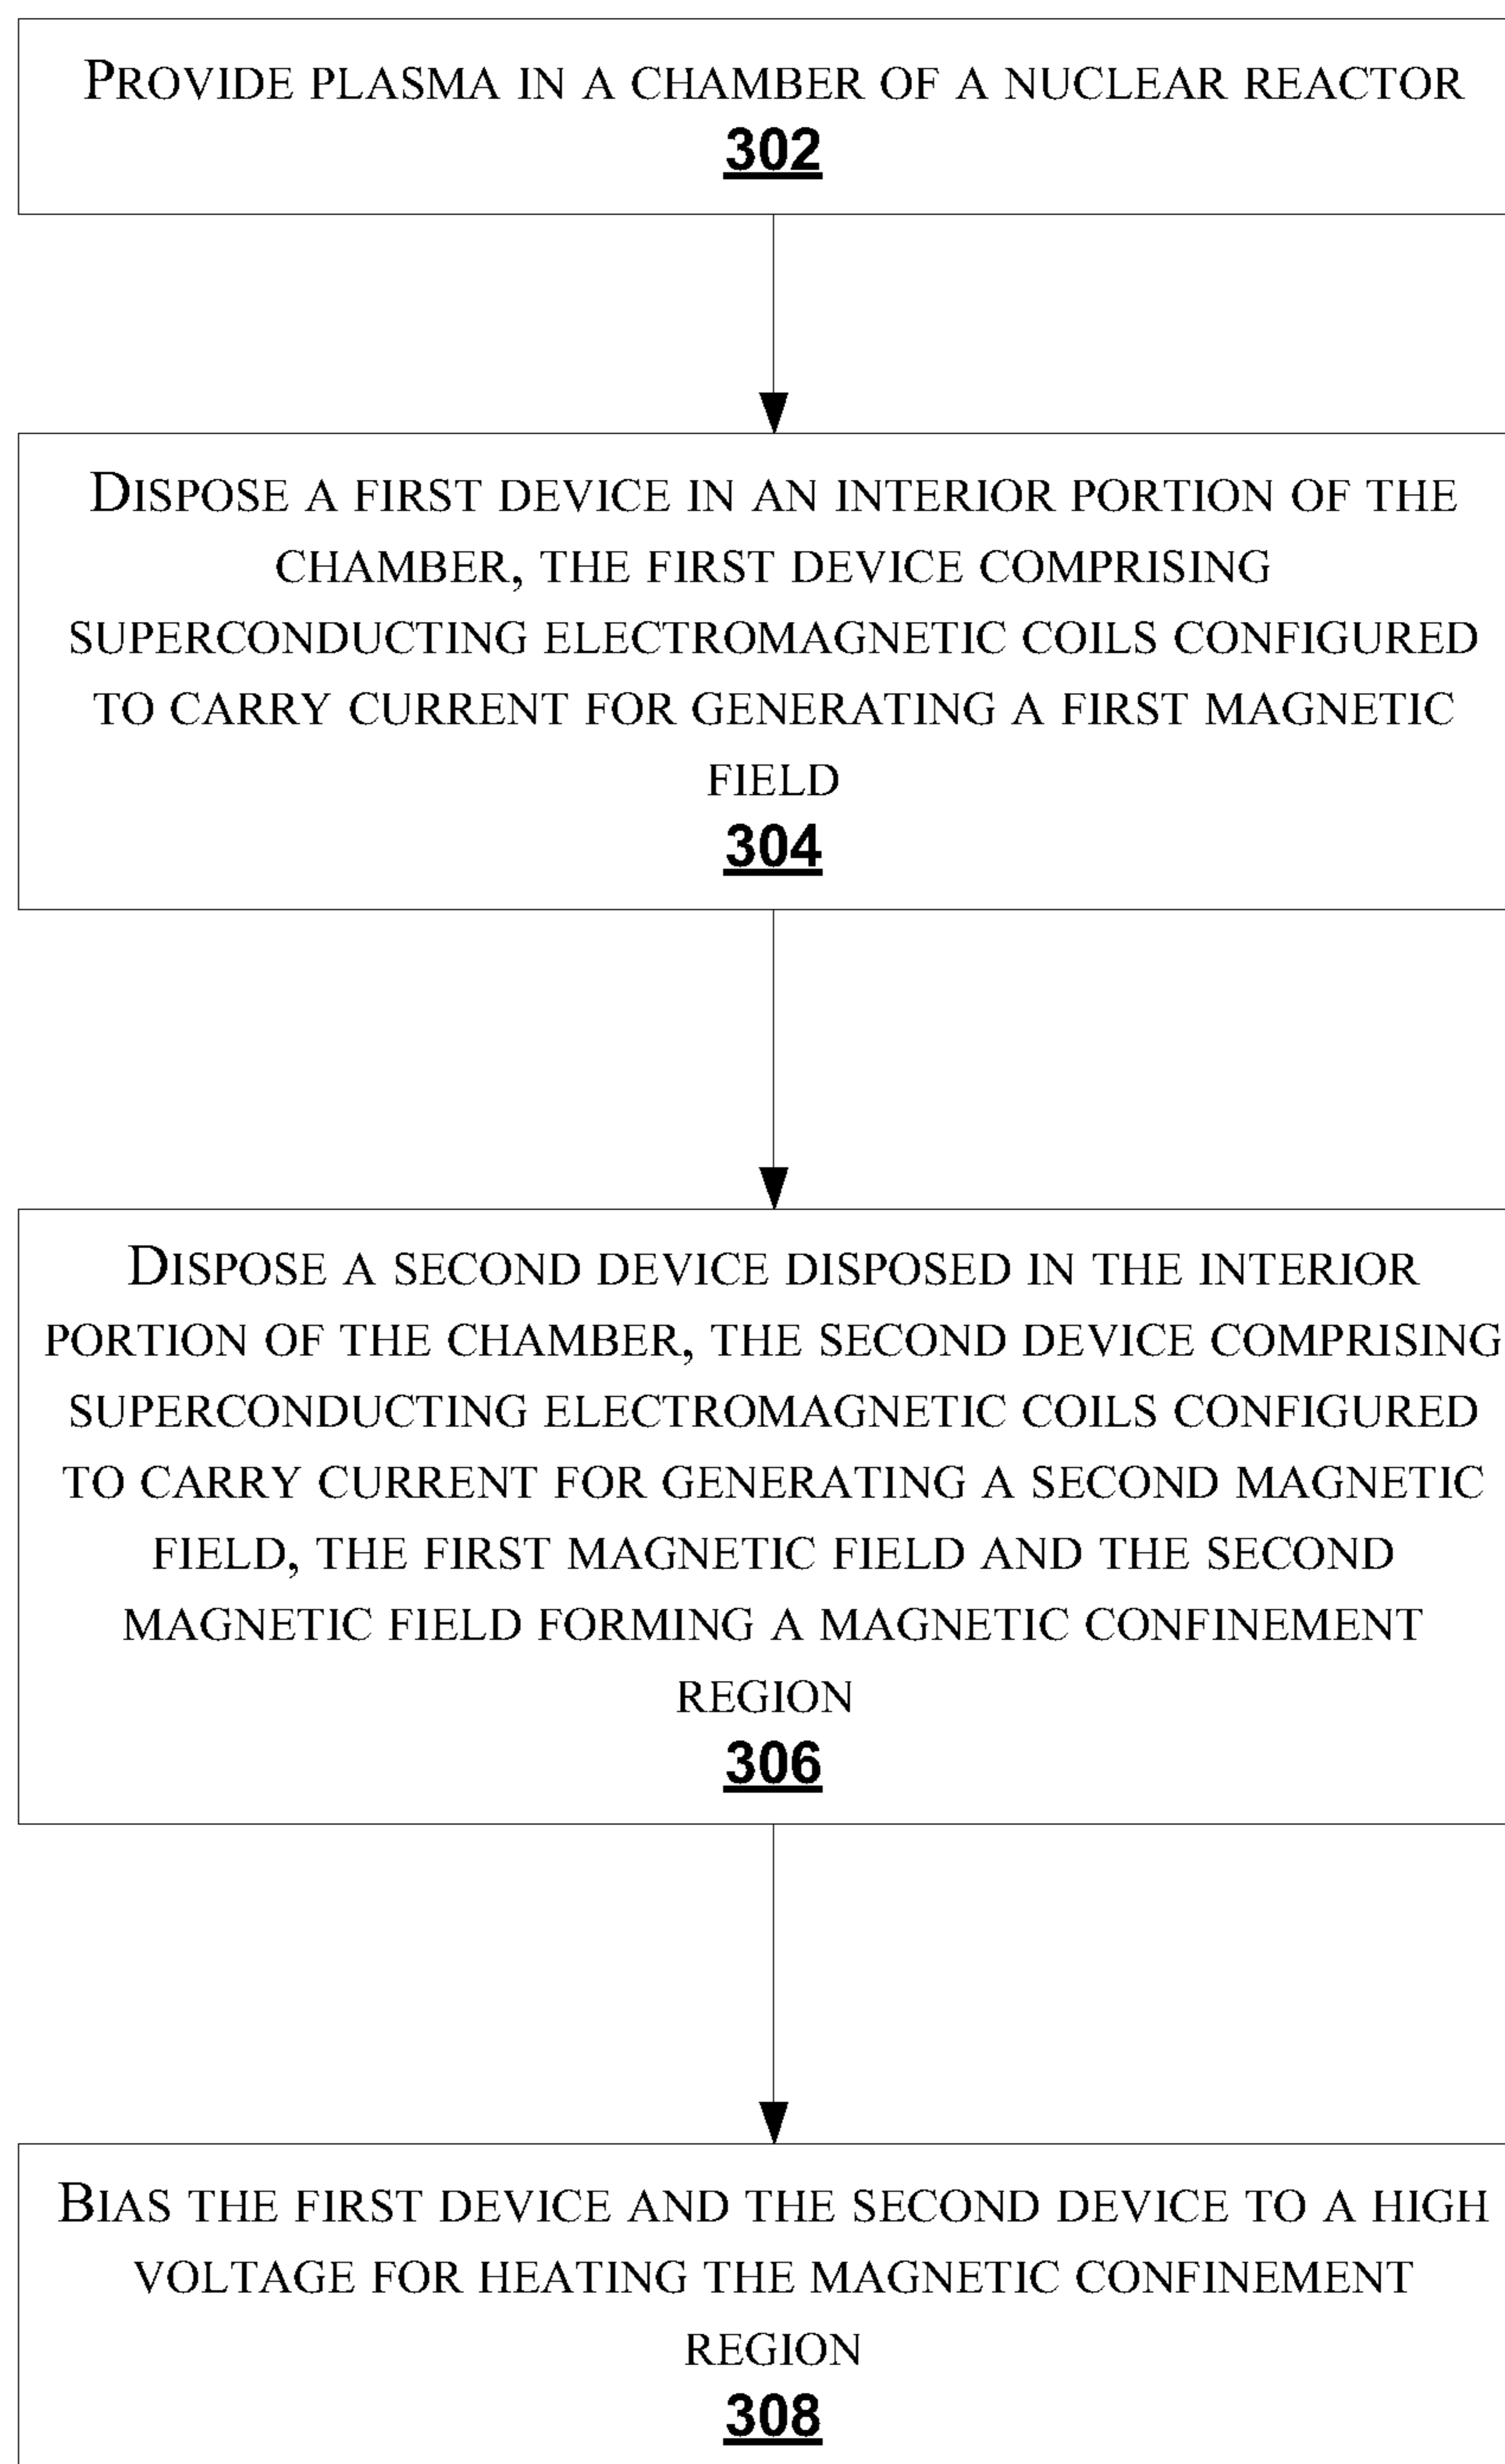 PROVIDE PLASMA IN A CHAMBER OF A NUCLEAR REACTOR
302
DISPOSE A FIRST DEVICE IN AN INTERIOR PORTION OF THE
CHAMBER, THE FIRST DEVICE COMPRISING
SUPERCONDUCTING ELECTROMAGNETIC COILS CONFIGURED
TO CARRY CURRENT FOR GENERATING A FIRST MAGNETIC
FIELD
304
DISPOSE A SECOND DEVICE DISPOSED IN THE INTERIOR
PORTION OF THE CHAMBER, THE SECOND DEVICE COMPRISING
SUPERCONDUCTING ELECTROMAGNETIC COILS CONFIGURED
TO CARRY CURRENT FOR GENERATING A SECOND MAGNETIC
FIELD, THE FIRST MAGNETIC FIELD AND THE SECOND
MAGNETIC FIELD FORMING A MAGNETIC CONFINEMENT
REGION
306
BIAS THE FIRST DEVICE AND THE SECOND DEVICE TO A HIGH
VOLTAGE FOR HEATING THE MAGNETIC CONFINEMENT
REGION
308